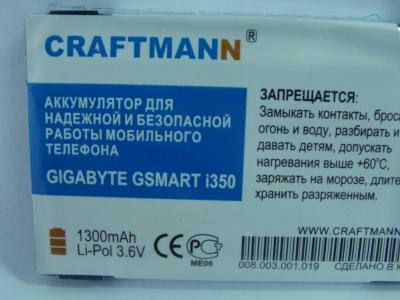 CRAFTMANN®
АККУМУЛЯТОР ДЛЯ
НАДЕЖНОЙ И БЕЗОПАСНОЙ
РАБОТЫ МОБИЛЬНОГО
ТЕЛЕФОНА
GIGABYTE GSMART i350
1300mAh
Li-Pol 3.6V
CE
РСТ
ME06
ЗАПРЕЩАЕТСЯ:
Замыкать контакты, броса
огонь и воду, разбирать и
давать детям, допускать
нагревания выше +60°С,
заряжать на морозе, длите
хранить разряженным.
WWW.CRAFTMANN
008.003.001.019
СДЕЛАНО В К